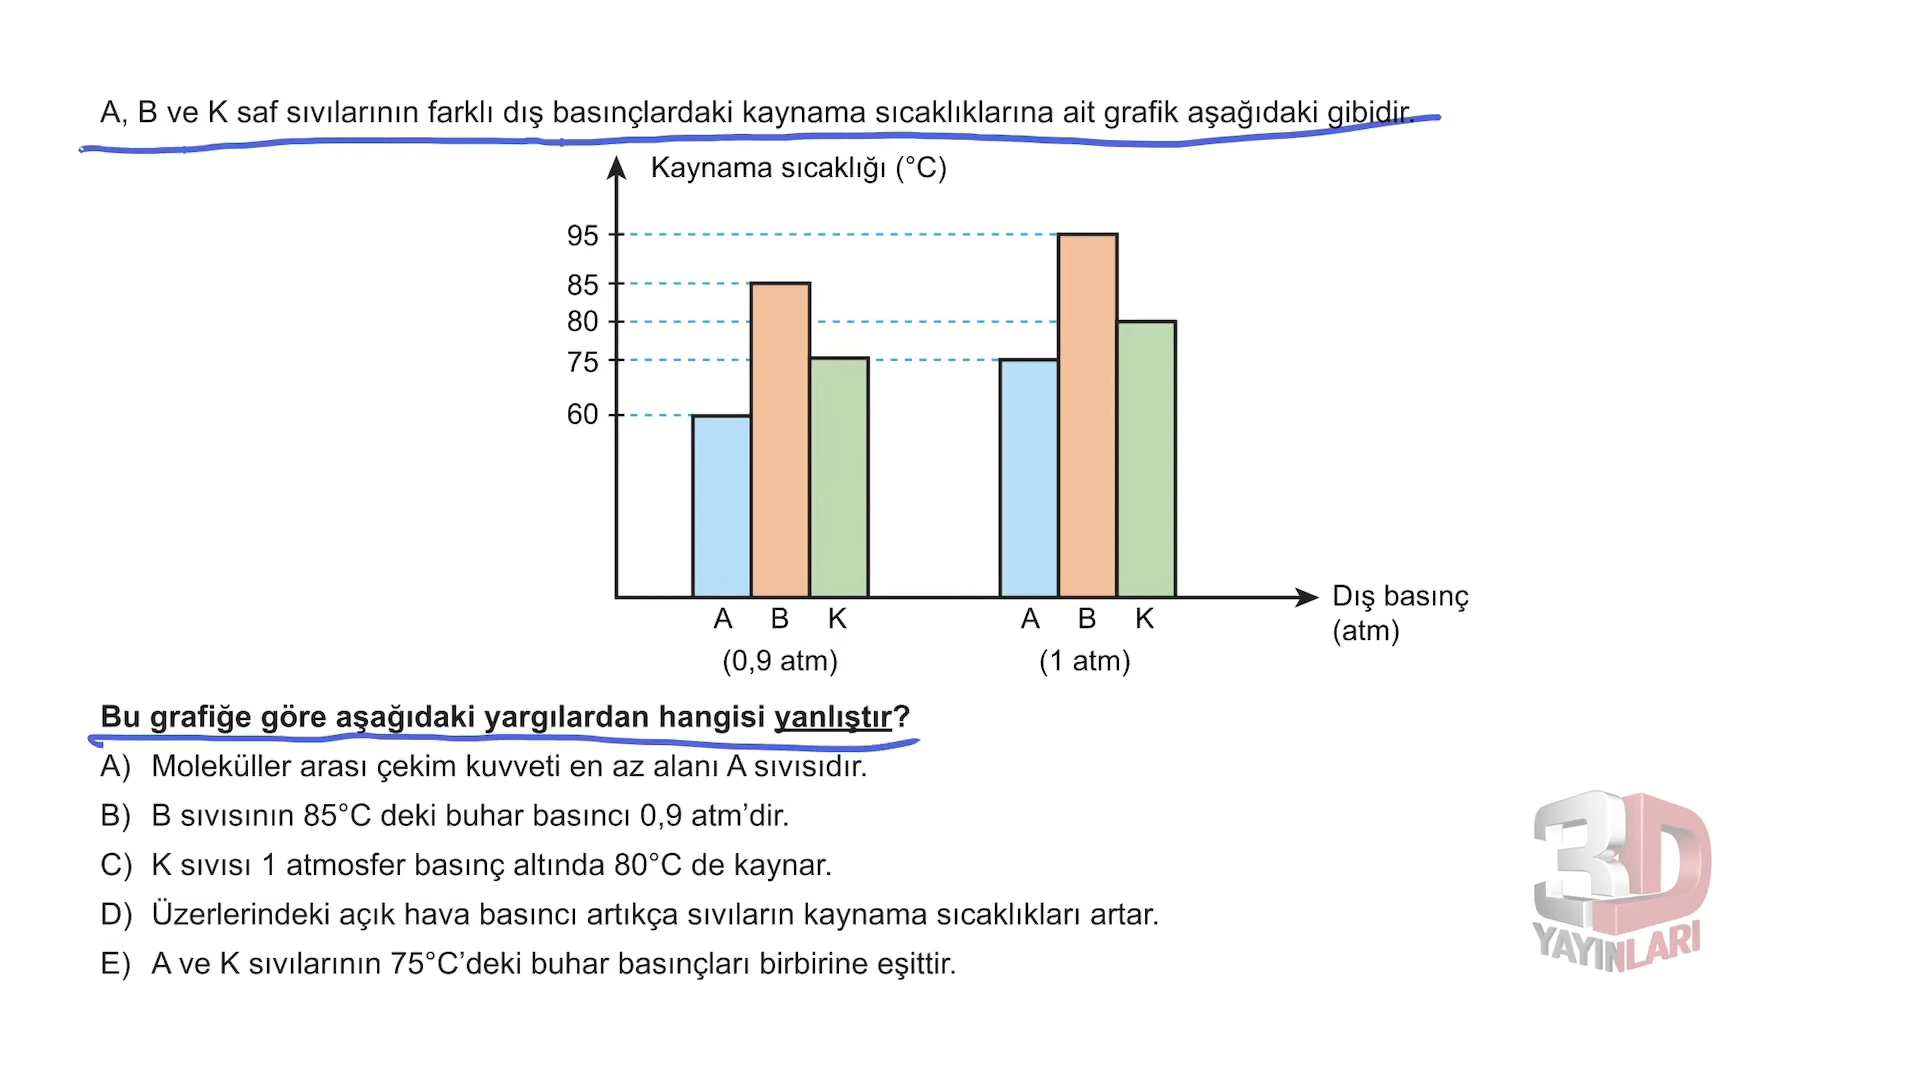 A, B ve K saf sıvılarının farklı dış basınçlardaki kaynama sıcaklıklarına ait grafik aşağıdaki gibidir.
Kaynama sıcaklığı (°C)
95
85
80
75
60
A B K A B K
(0,9 atm) (1 atm)
Dış basınç
(atm)
Bu grafiğe göre aşağıdaki yargılardan hangisi yanlıştır?
A) Moleküller arası çekim kuvveti en az alanı A sıvısıdır.
B) B sıvısının 85°C deki buhar basıncı 0,9 atm’dir.
C) K sıvısı 1 atmosfer basınç altında 80°C de kaynar.
D) Üzerlerindeki açık hava basıncı artıkça sıvıların kaynama sıcaklıkları artar.
E) A ve K sıvılarının 75°C’deki buhar basınçları birbirine eşittir.
3D
YAYINLARI